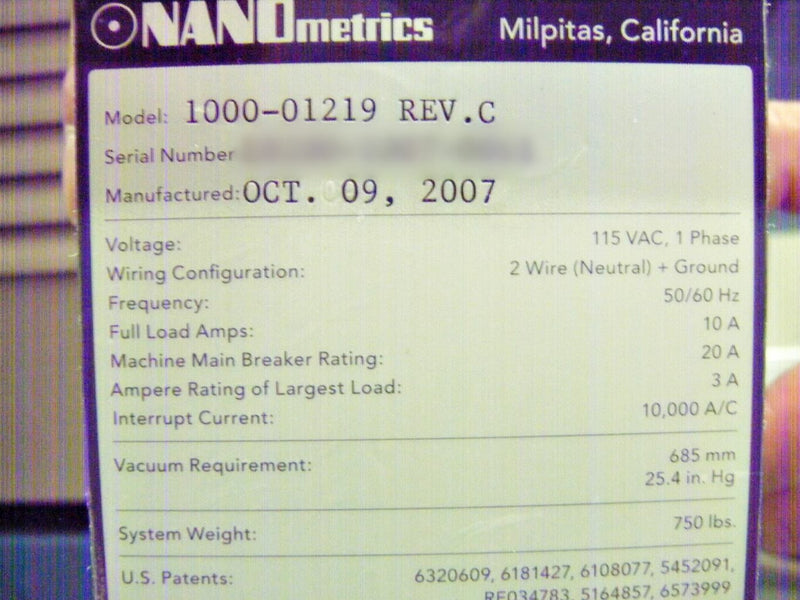 NANOmetrics Milpitas, California
Model: 1000-01219 REV.C
Serial Number
Manufactured: OCT. 09, 2007
Voltage: 115 VAC, 1 Phase
Wiring Configuration: 2 Wire (Neutral) + Ground
Frequency: 50/60 Hz
Full Load Amps: 10 A
Machine Main Breaker Rating: 20 A
Ampere Rating of Largest Load: 3 A
Interrupt Current: 10,000 A/C
Vacuum Requirement: 685 mm
25.4 in. Hg
System Weight: 750 lbs.
U.S. Patents: 6320609, 6181427, 6108077, 5452091,
RE034783, 5164857, 6573999